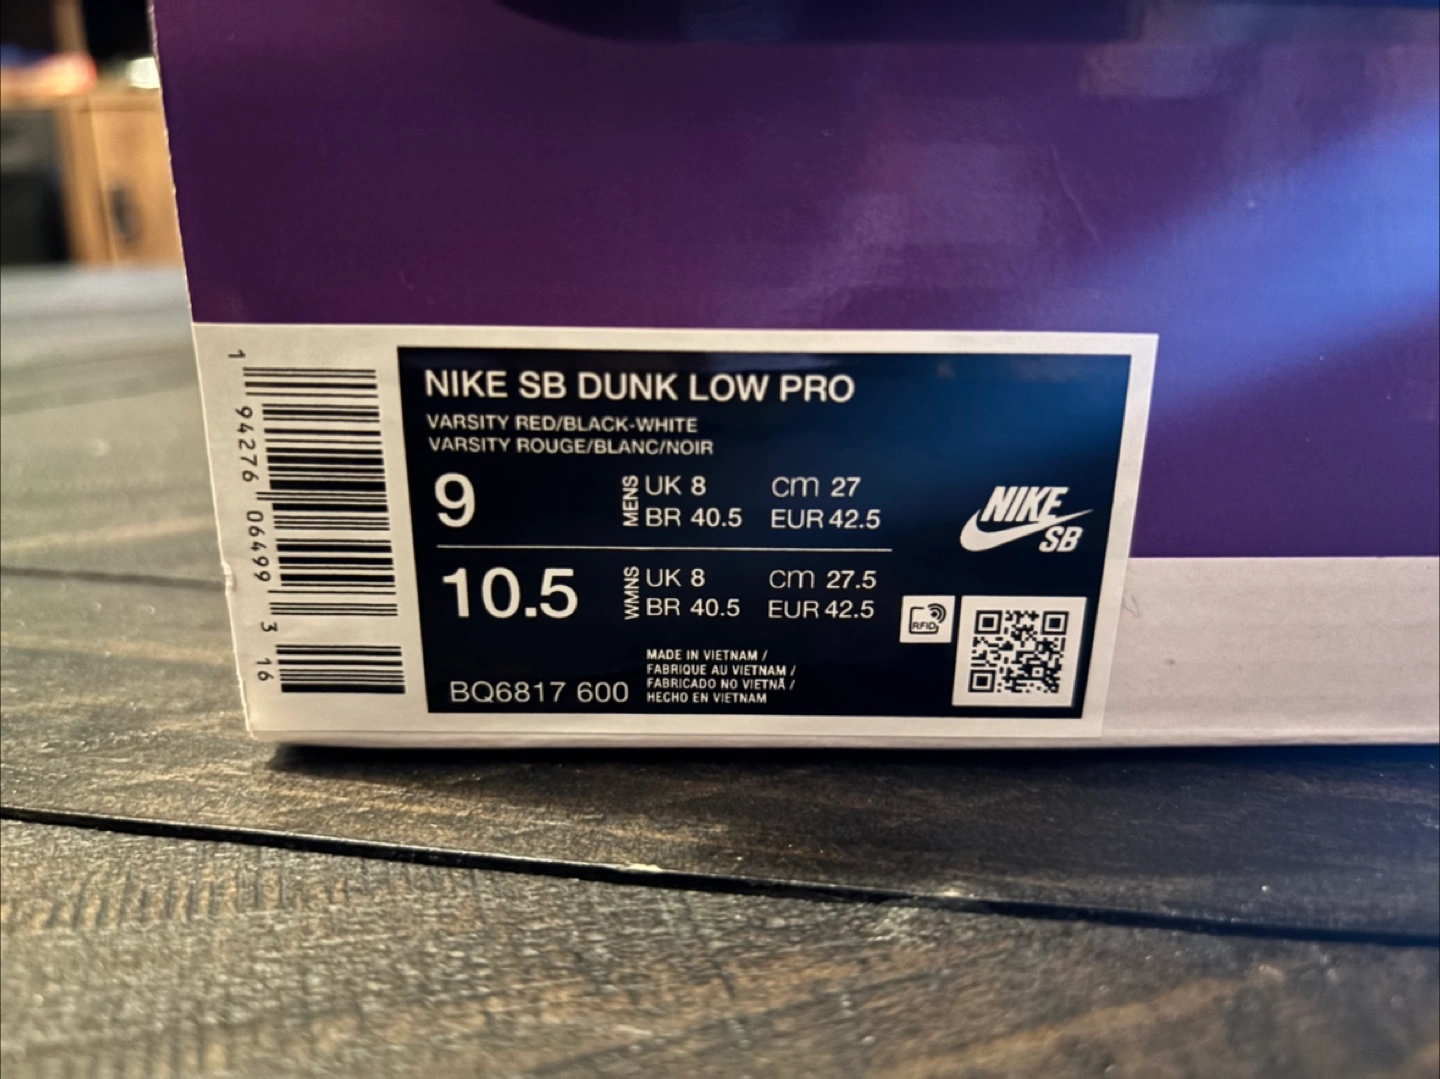 1 94276 06499 3 16
NIKE SB DUNK LOW PRO
VARSITY RED/BLACK-WHITE
VARSITY ROUGE/BLANC/NOIR
9
MENS
UK 8 cm 27
BR 40.5 EUR 42.5
10.5
WMNS
UK 8 cm 27.5
BR 40.5 EUR 42.5
NIKE
SB
RFID
BQ6817 600
MADE IN VIETNAM /
FABRIQUE AU VIETNAM /
FABRICADO NO VIETNÃ /
HECHO EN VIETNAM